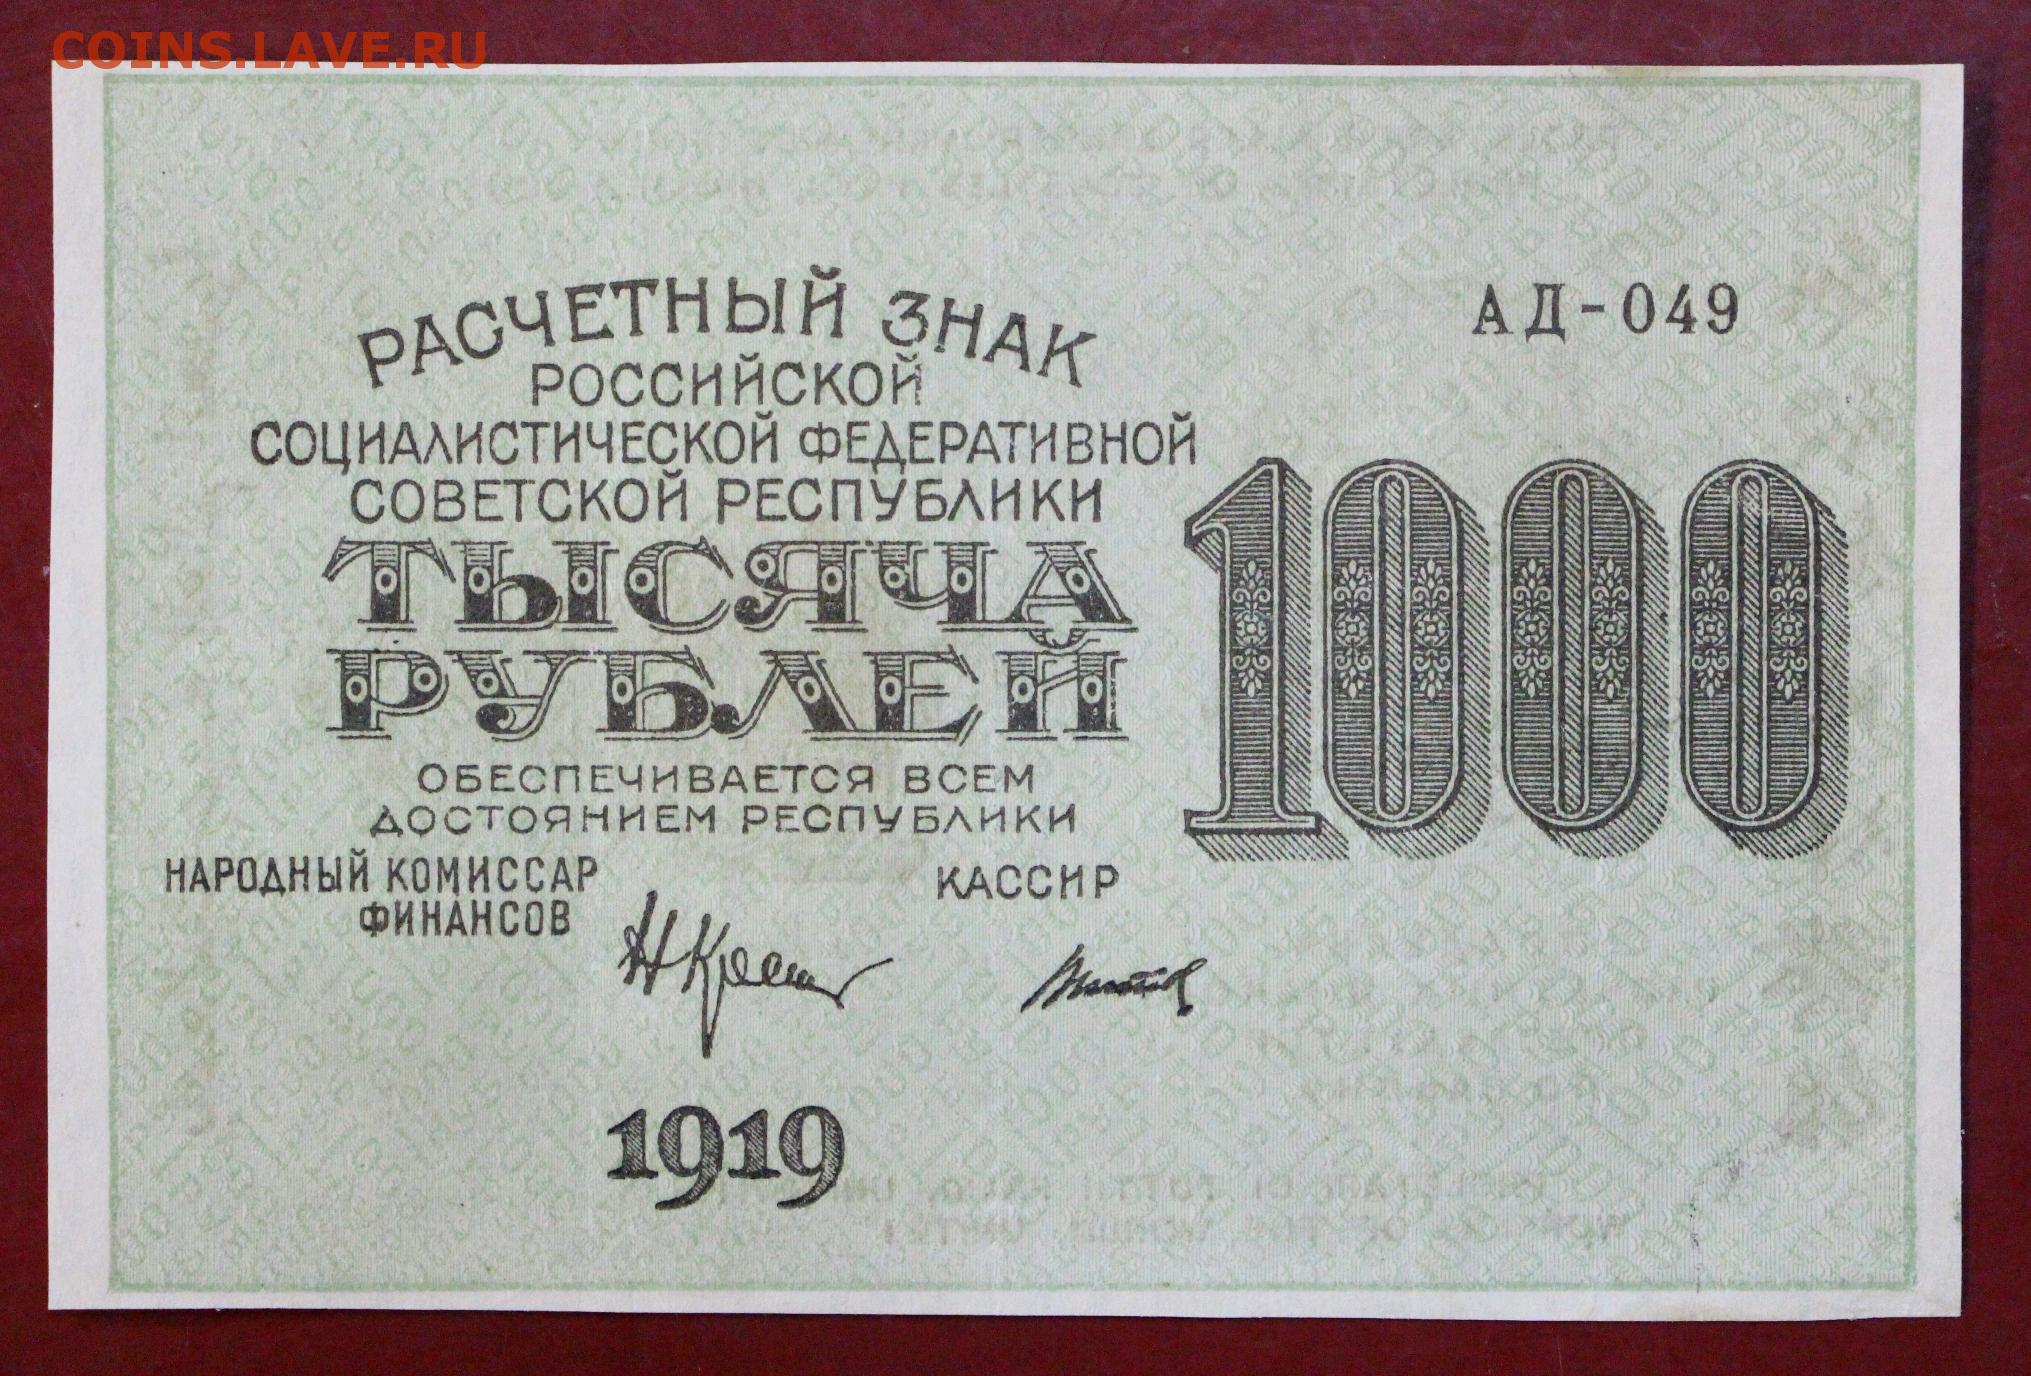 COINS.LAVE.RU
РАСЧЕТНЫЙ ЗНАК
РОССИЙСКОЙ
СОЦИАЛИСТИЧЕСКОЙ ФЕДЕРАТИВНОЙ
СОВЕТСКОЙ РЕСПУБЛИКИ
ТЫСЯЧА
РУБЛЕЙ
ОБЕСПЕЧИВАЕТСЯ ВСЕМ
ДОСТОЯНИЕМ РЕСПУБЛИКИ
НАРОДНЫЙ КОМИССАР
ФИНАНСОВ
КАССИР
1919
АД-049
1000